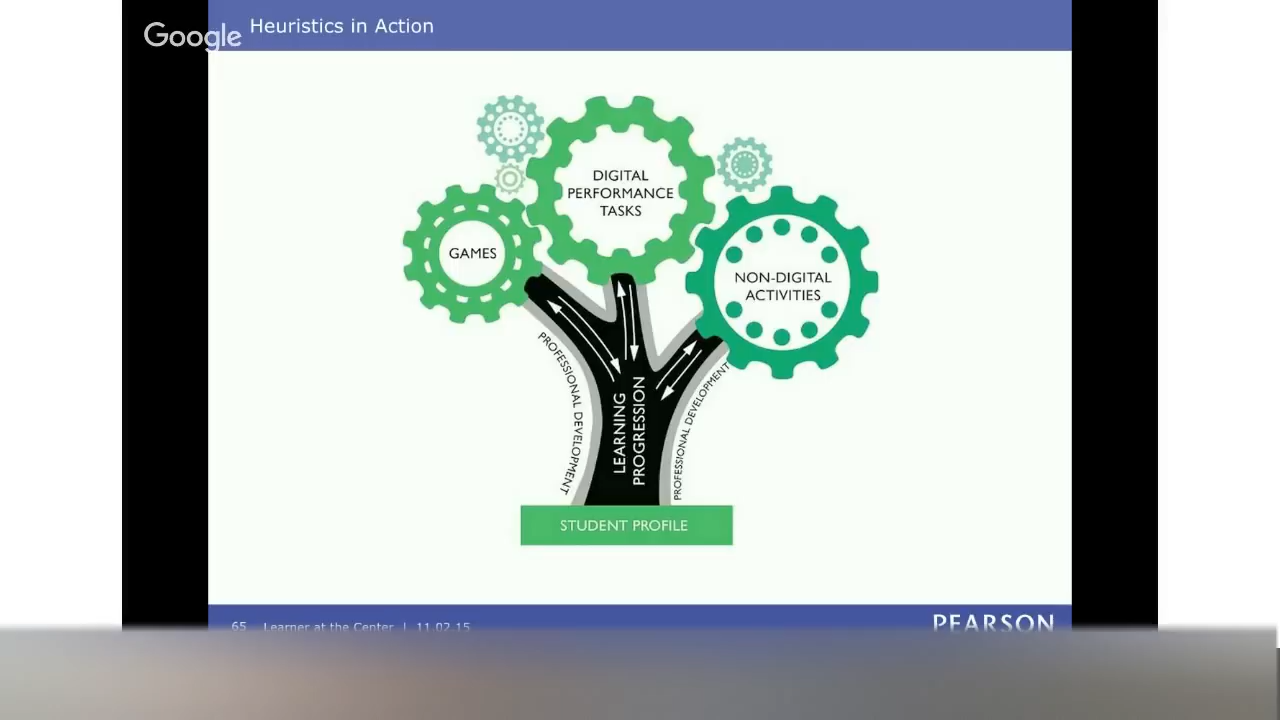 Google
Heuristics in Action
DIGITAL
PERFORMANCE
TASKS
GAMES
NON-DIGITAL
ACTIVITIES
PROFESSIONAL DEVELOPMENT
LEARNING
PROGRESSION
PROFESSIONAL DEVELOPMENT
STUDENT PROFILE
65 Learner at the Center | 11.02.15
PEARSON